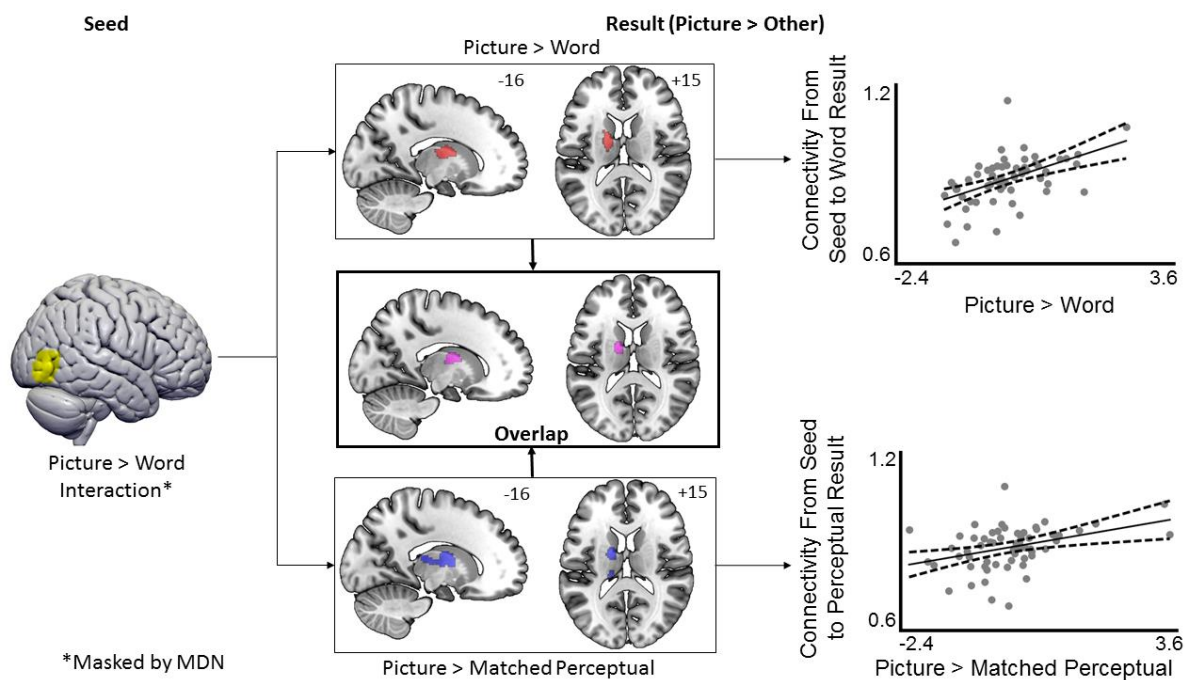 Seed
Result (Picture > Other)
Picture > Word
-16
+15
Connectivity From
Seed to Word Result
1.2
0.6
-2.4
3.6
Picture > Word
Picture > Word
Interaction*
Overlap
-16
+15
Picture > Matched Perceptual
Connectivity From Seed
to Perceptual Result
1.2
0.6
-2.4
3.6
Picture > Matched Perceptual
*Masked by MDN